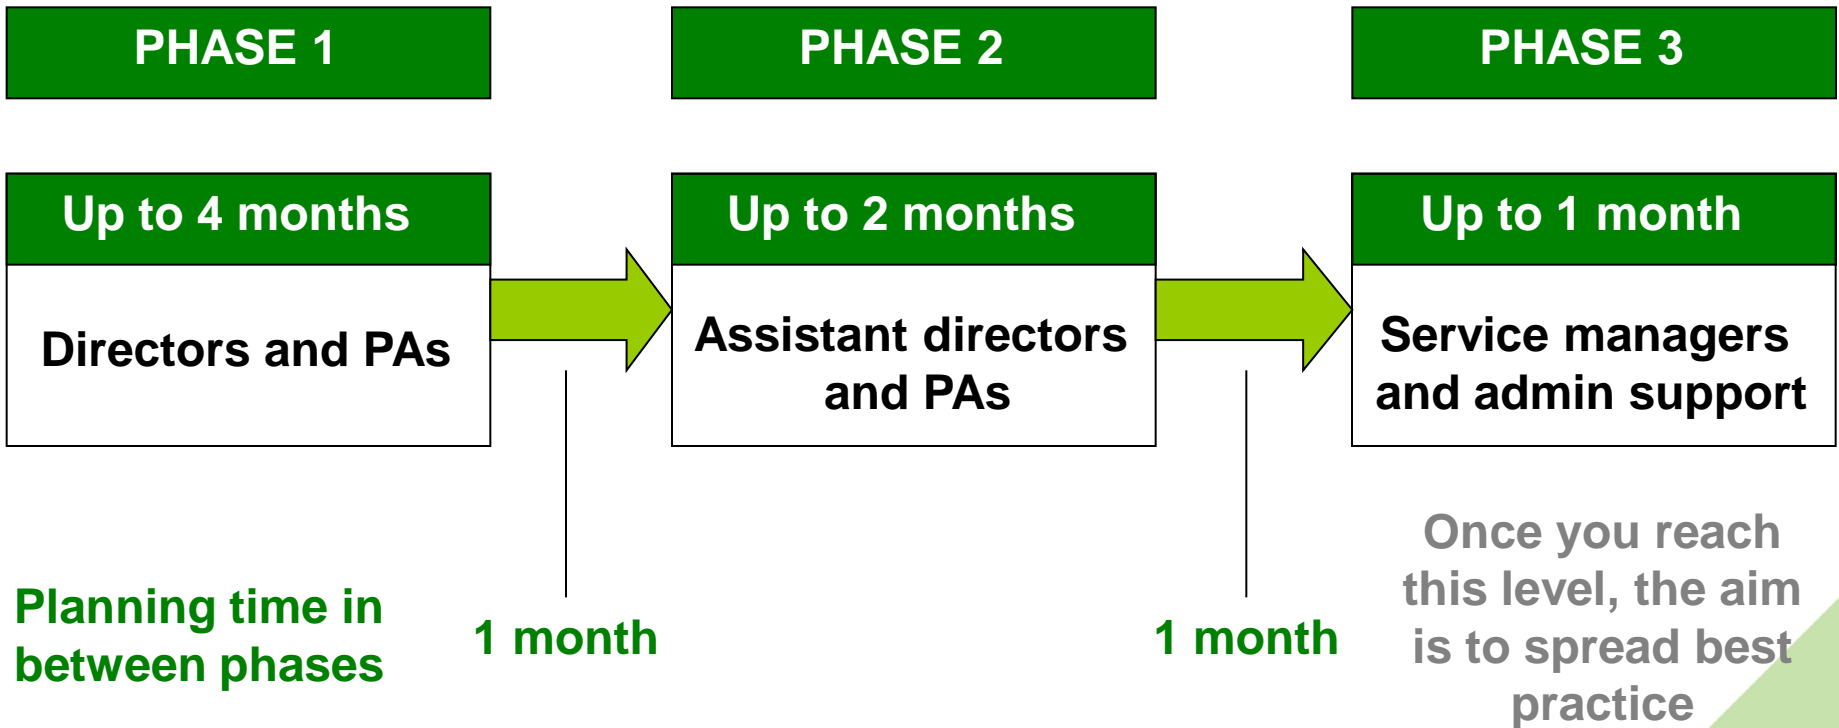 PHASE 1
PHASE 2
PHASE 3
Up to 4 months
Directors and PAs
Up to 2 months
Assistant directors
and PAs
Up to 1 month
Service managers
and admin support
Planning time in
between phases
1 month
1 month
Once you reach
this level, the aim
is to spread best
practice